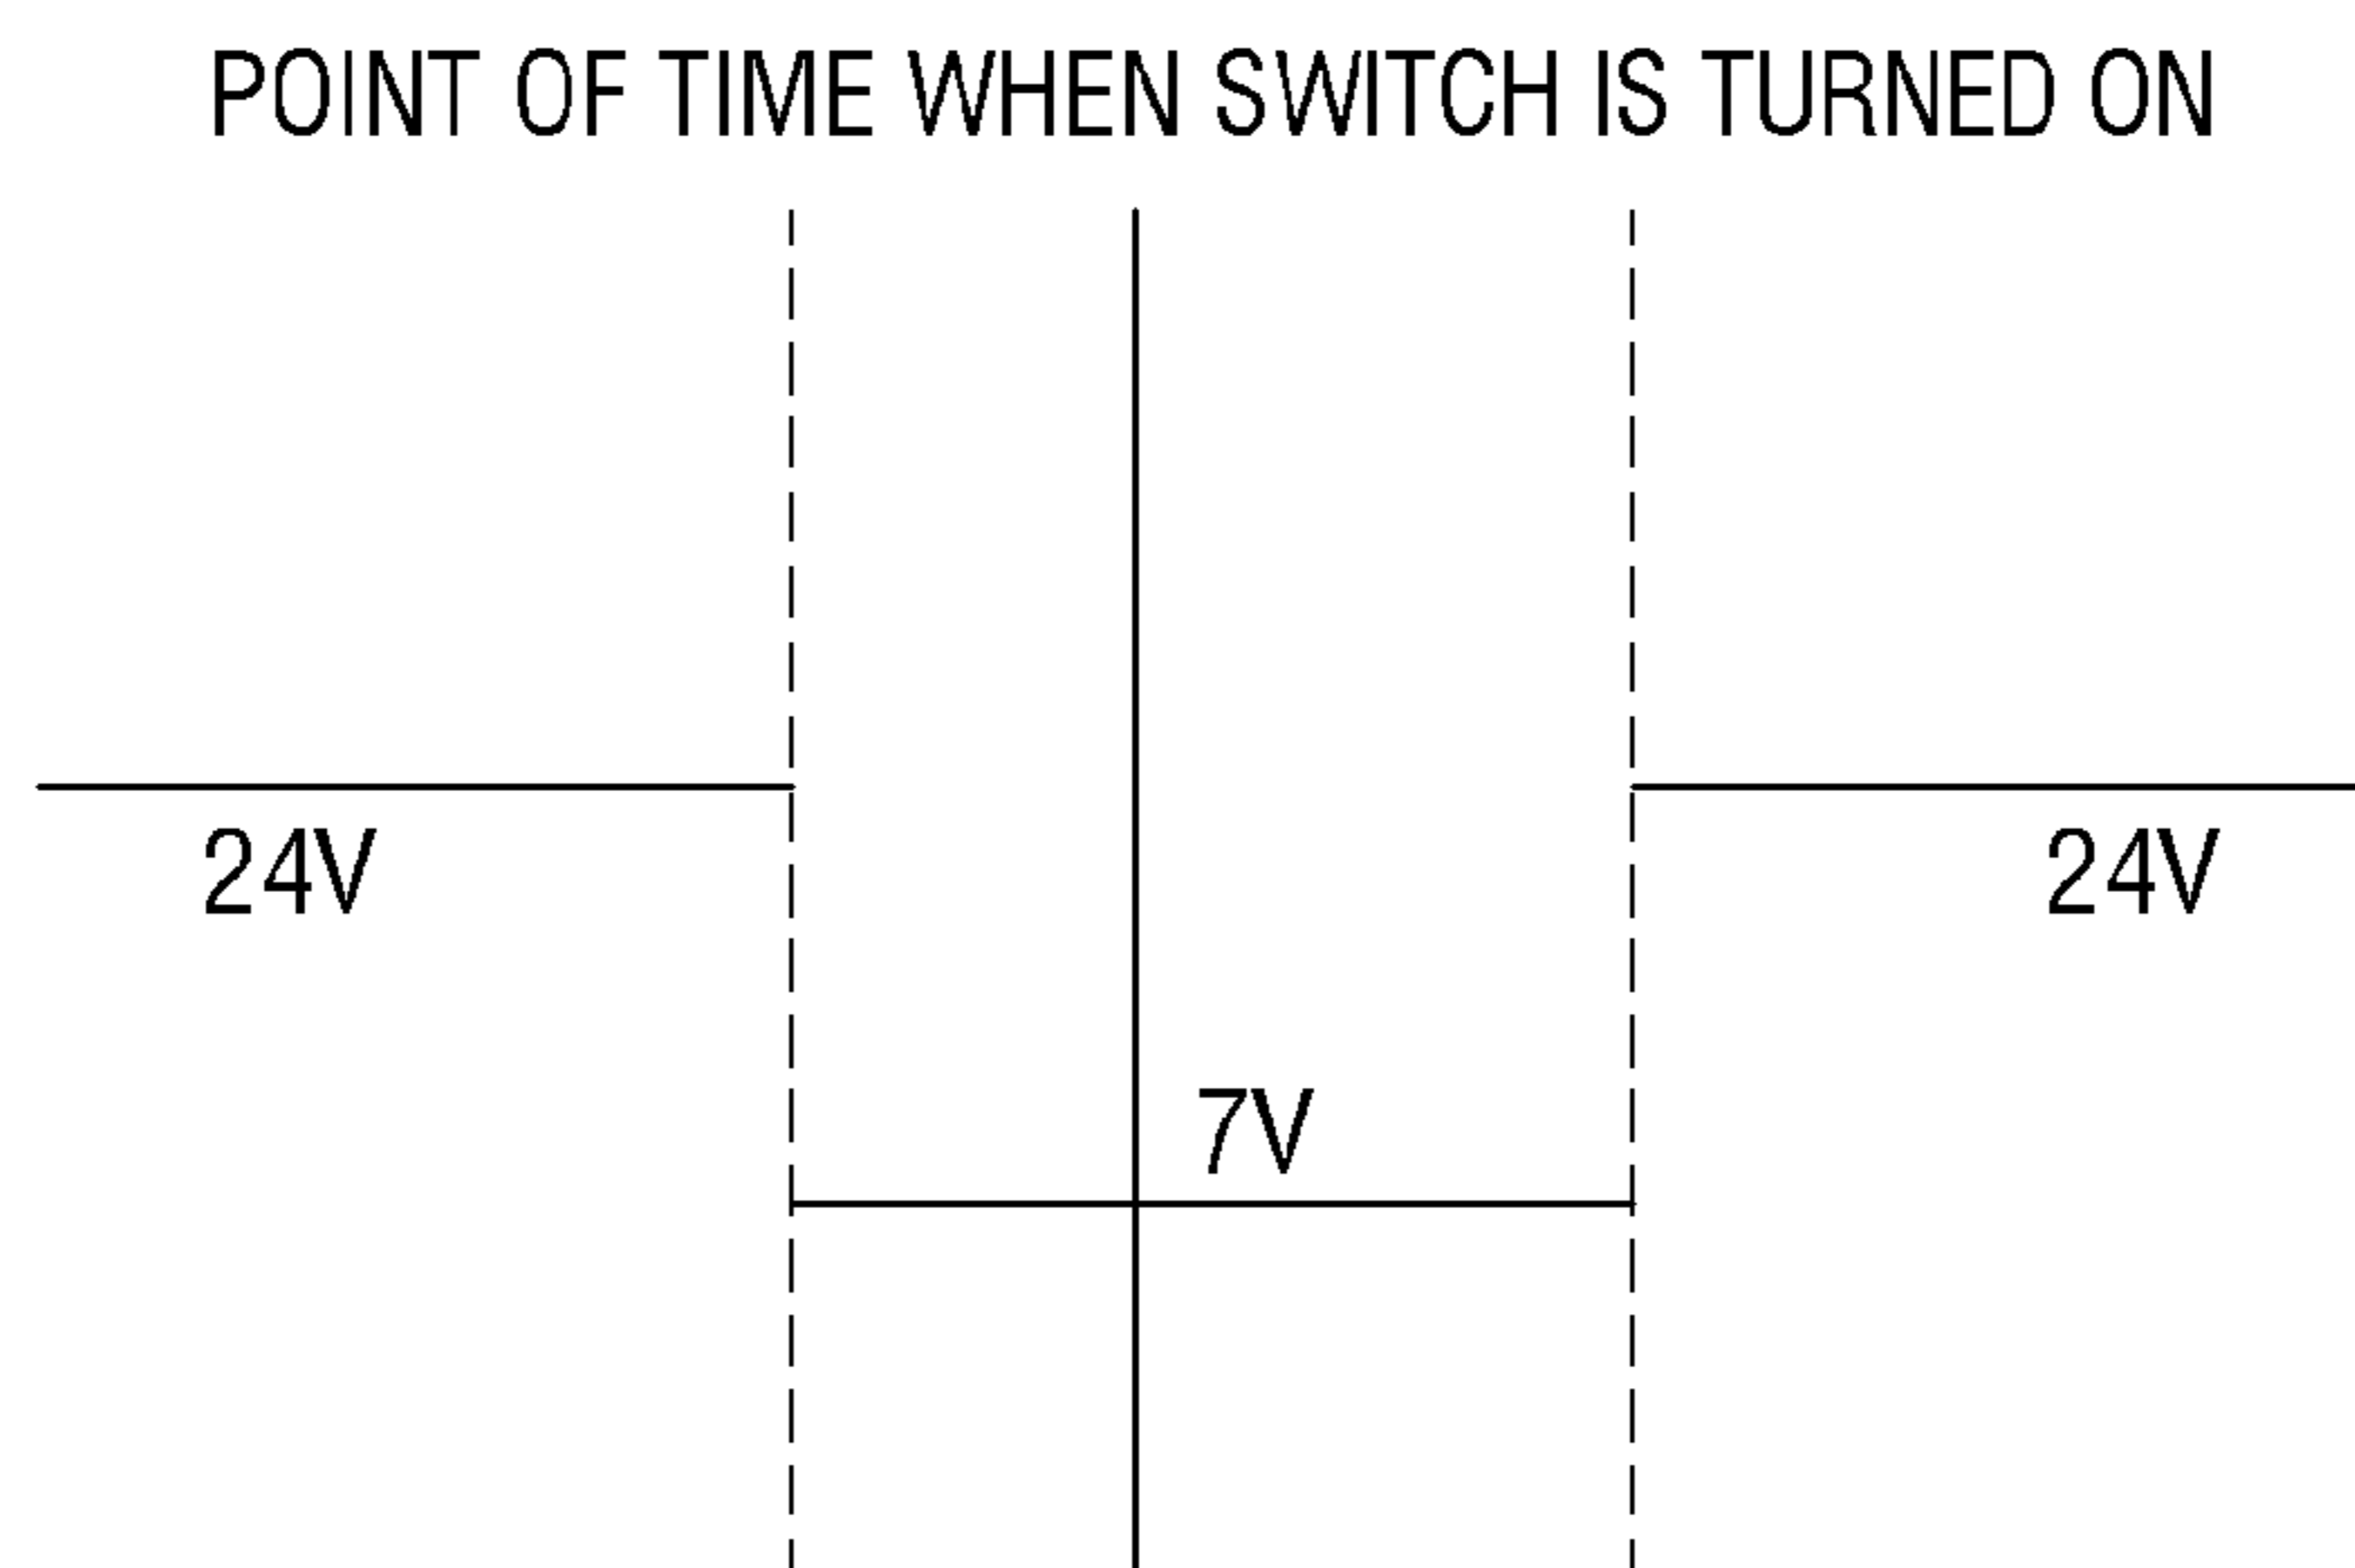 POINT OF TIME WHEN SWITCH IS TURNED ON
24V
24V
7V